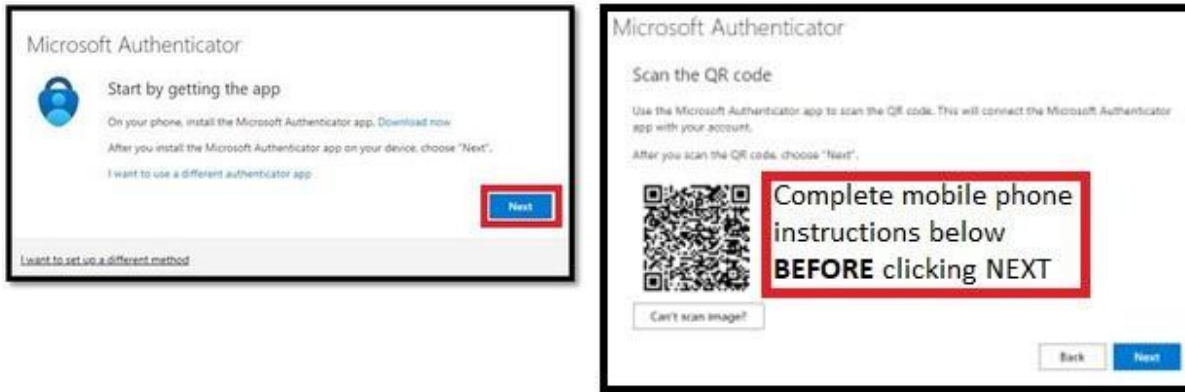 Microsoft Authenticator
Start by getting the app
On your phone, install the Microsoft Authenticator app. Download now
After you install the Microsoft Authenticator app on your device, choose "Next".
I want to use a different authenticator app
Next
I want to set up a different method
Microsoft Authenticator
Scan the QR code
Use the Microsoft Authenticator app to scan the QR code. This will connect the Microsoft Authenticator
app with your account.
After you scan the QR code, choose "Next".
Complete mobile phone
instructions below
BEFORE clicking NEXT
Can't scan image?
Back
Next